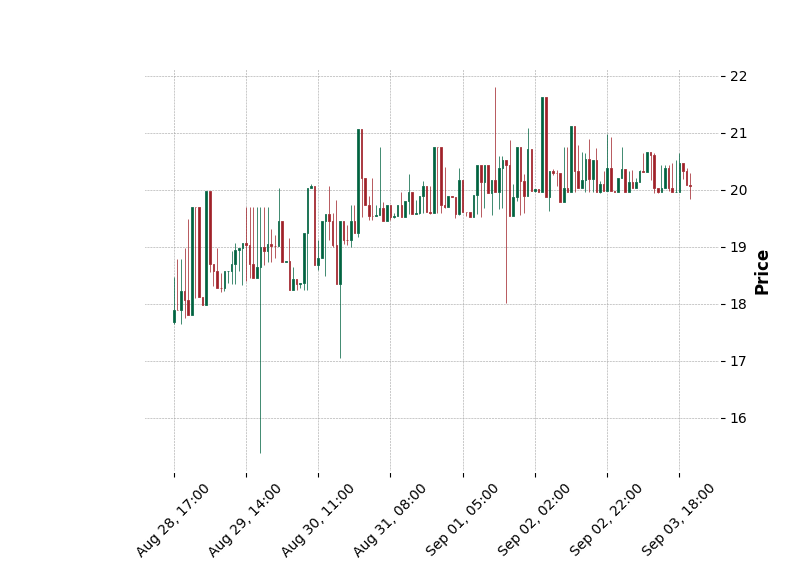 22
21
20
19
18
17
16
Price
Aug 28, 17:00
Aug 29, 14:00
Aug 30, 11:00
Aug 31, 08:00
Sep 01, 05:00
Sep 02, 02:00
Sep 02, 22:00
Sep 03, 18:00